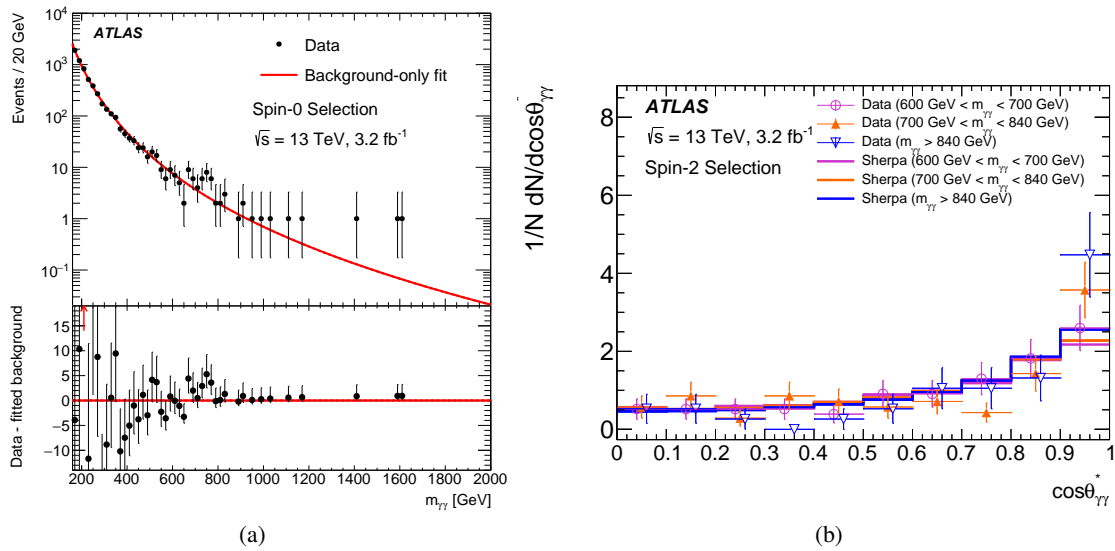 ATLAS
Data
Background-only fit
Spin-0 Selection
√s = 13 TeV, 3.2 fb⁻¹
Events / 20 GeV
10⁴
10³
10²
10
1
10⁻¹
Data - fitted background
15
10
5
0
−5
−10
200 400 600 800 1000 1200 1400 1600 1800 2000
m_γγ [GeV]
(a)
ATLAS
√s = 13 TeV, 3.2 fb⁻¹
Spin-2 Selection
Data (600 GeV < m_γγ < 700 GeV)
Data (700 GeV < m_γγ < 840 GeV)
Data (m_γγ > 840 GeV)
Sherpa (600 GeV < m_γγ < 700 GeV)
Sherpa (700 GeV < m_γγ < 840 GeV)
Sherpa (m_γγ > 840 GeV)
1/N dN/dcosθ*_γγ
8
6
4
2
0
0 0.1 0.2 0.3 0.4 0.5 0.6 0.7 0.8 0.9 1
cosθ*_γγ
(b)